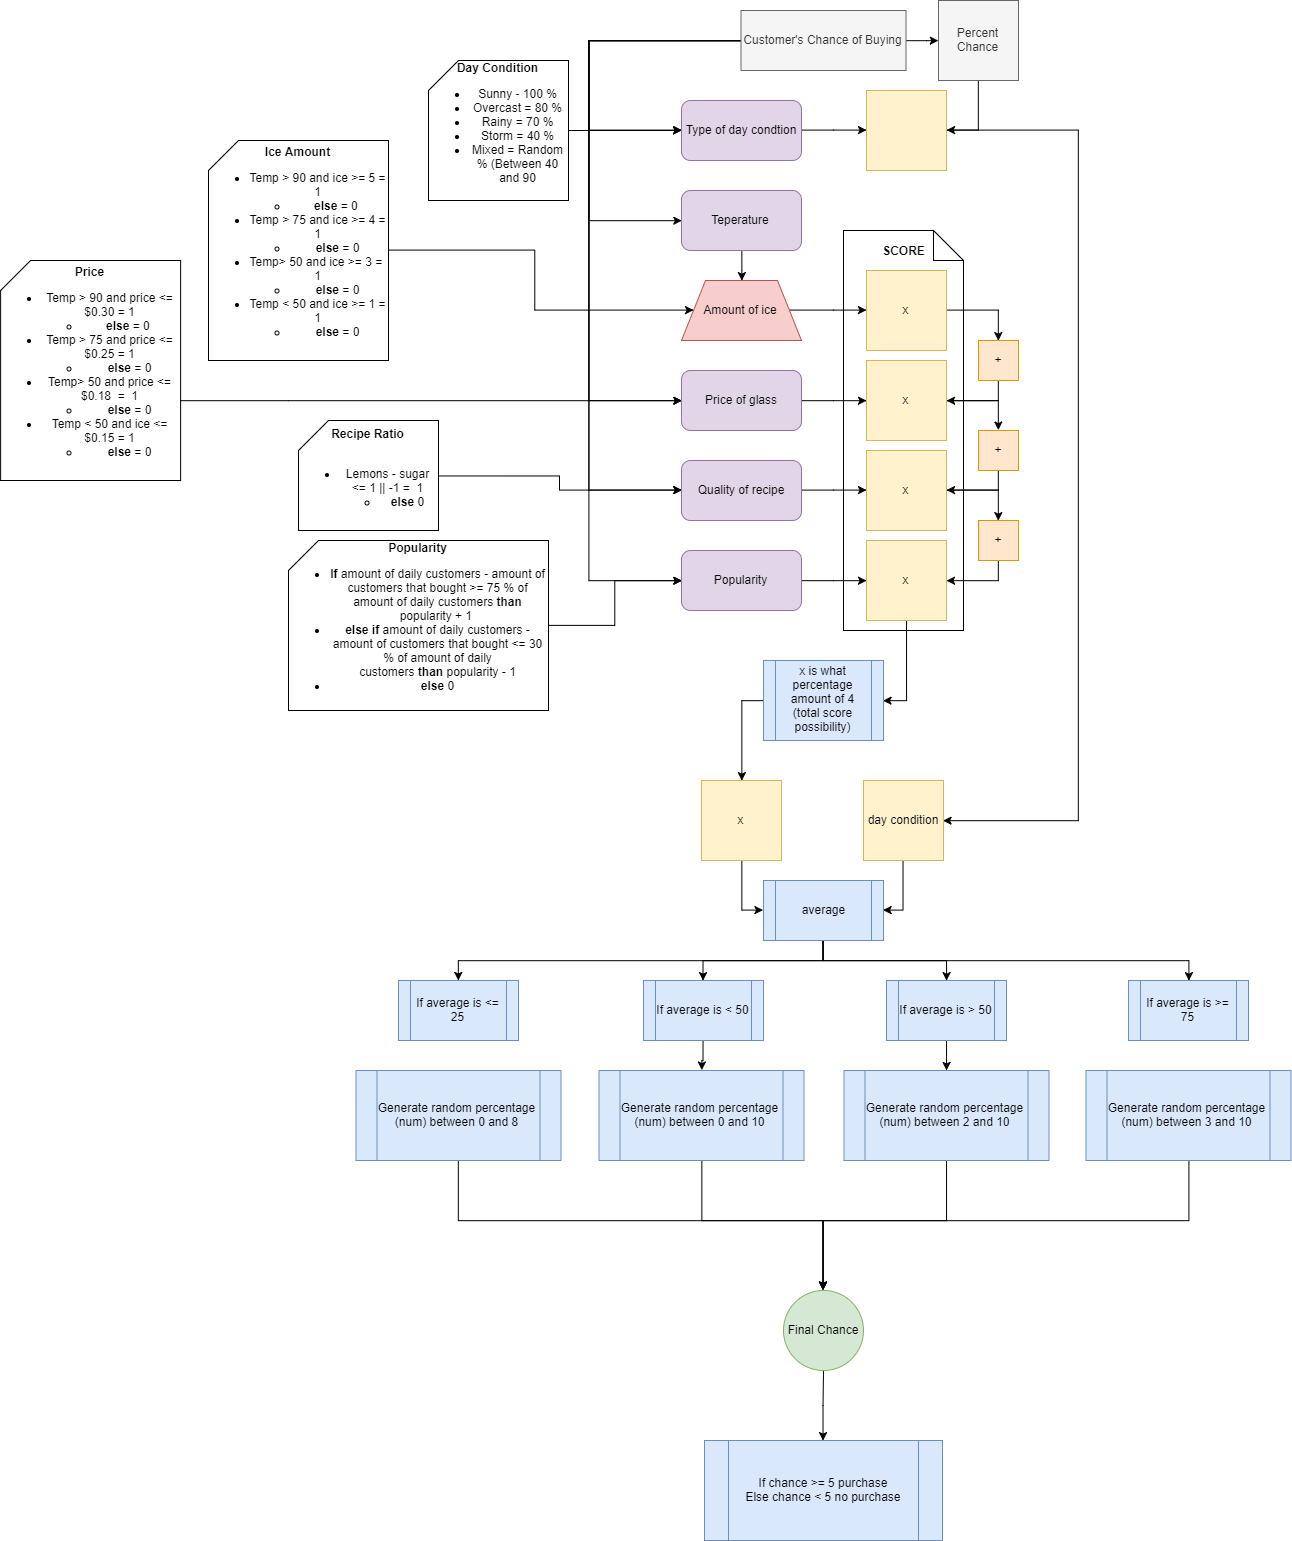 Customer's Chance of Buying
Percent
Chance
Day Condition
Sunny - 100 %
Overcast = 80 %
Rainy = 70 %
Storm = 40 %
Mixed = Random
% (Between 40
and 90
Type of day condtion
Ice Amount
Temp > 90 and ice >= 5 =
1
else = 0
Temp > 75 and ice >= 4 =
1
else = 0
Temp> 50 and ice >= 3 =
1
else = 0
Temp < 50 and ice >= 1 =
1
else = 0
Teperature
SCORE
Price
Temp > 90 and price <=
$0.30 = 1
else = 0
Temp > 75 and price <=
$0.25 = 1
else = 0
Temp> 50 and price <=
$0.18 = 1
else = 0
Temp < 50 and ice <=
$0.15 = 1
else = 0
Amount of ice
x
+
Price of glass
x
Recipe Ratio
Lemons - sugar
<= 1 || -1 = 1
else 0
+
Quality of recipe
x
+
Popularity
If amount of daily customers - amount of
customers that bought >= 75 % of
amount of daily customers than
popularity + 1
else if amount of daily customers -
amount of customers that bought <= 30
% of amount of daily
customers than popularity - 1
else 0
Popularity
x
x is what
percentage
amount of 4
(total score
possibility)
x
day condition
average
If average is <=
25
If average is < 50
If average is > 50
If average is >=
75
Generate random percentage
(num) between 0 and 8
Generate random percentage
(num) between 0 and 10
Generate random percentage
(num) between 2 and 10
Generate random percentage
(num) between 3 and 10
Final Chance
If chance >= 5 purchase
Else chance < 5 no purchase